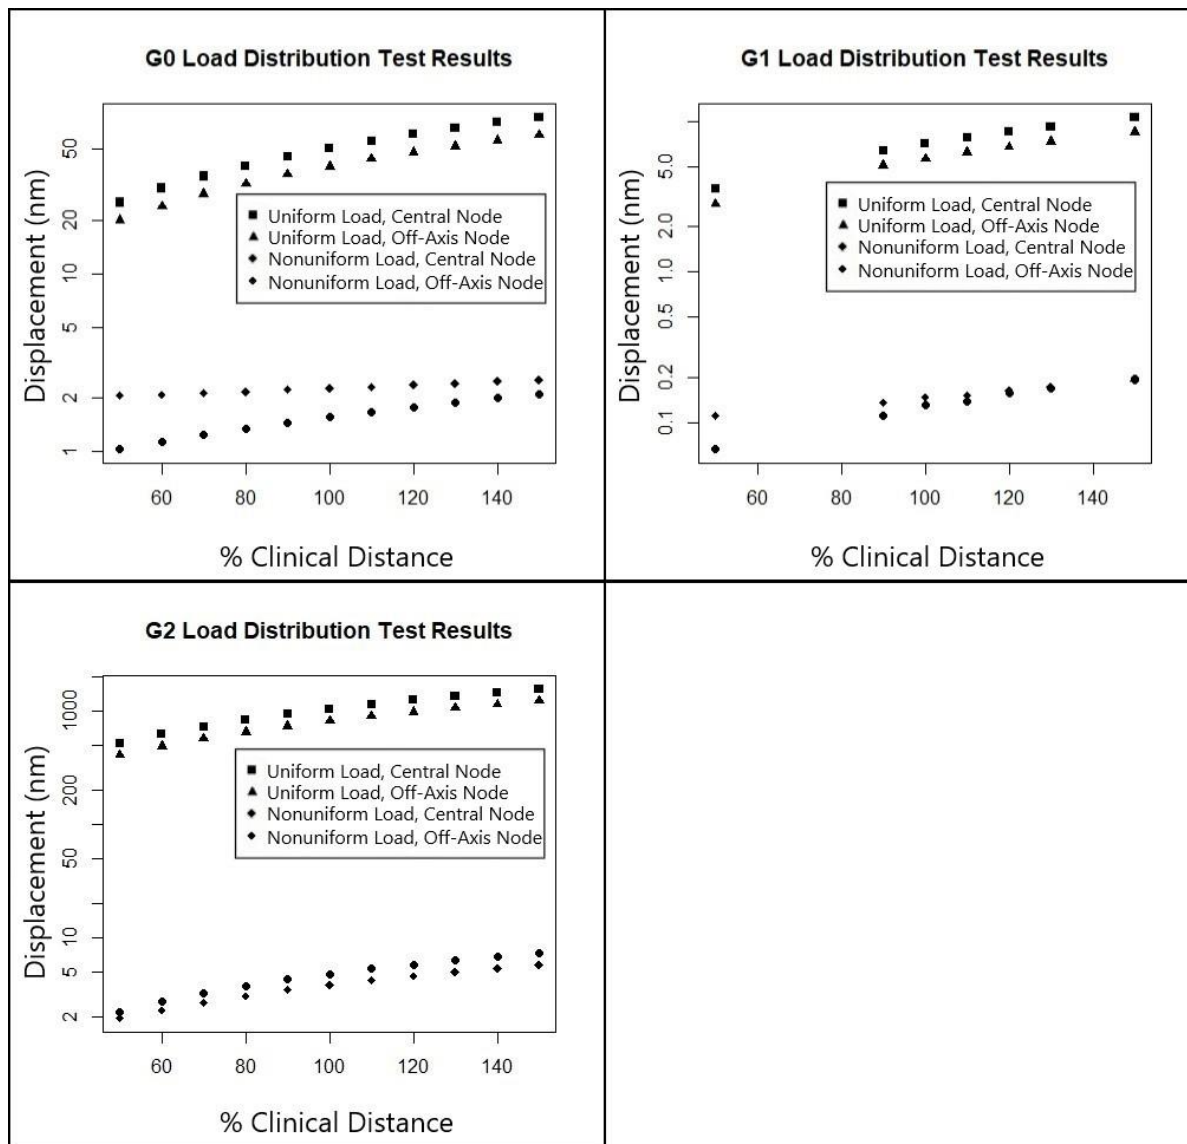 G0 Load Distribution Test Results
Displacement (nm)
50
20
10
5
2
1
Uniform Load, Central Node
Uniform Load, Off-Axis Node
Nonuniform Load, Central Node
Nonuniform Load, Off-Axis Node
60 80 100 120 140
% Clinical Distance
G1 Load Distribution Test Results
Displacement (nm)
5.0
2.0
1.0
0.5
0.2
0.1
Uniform Load, Central Node
Uniform Load, Off-Axis Node
Nonuniform Load, Central Node
Nonuniform Load, Off-Axis Node
60 80 100 120 140
% Clinical Distance
G2 Load Distribution Test Results
Displacement (nm)
1000
200
50
10
5
2
Uniform Load, Central Node
Uniform Load, Off-Axis Node
Nonuniform Load, Central Node
Nonuniform Load, Off-Axis Node
60 80 100 120 140
% Clinical Distance